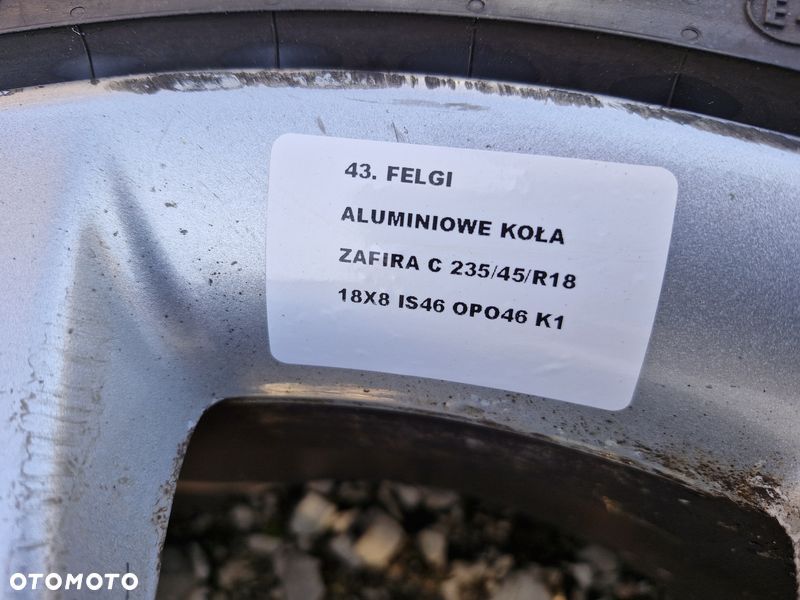 43. FELGI
ALUMINIOWE KOŁA
ZAFIRA C 235/45/R18
18X8 IS46 OPO46 K1
OTOMOTO